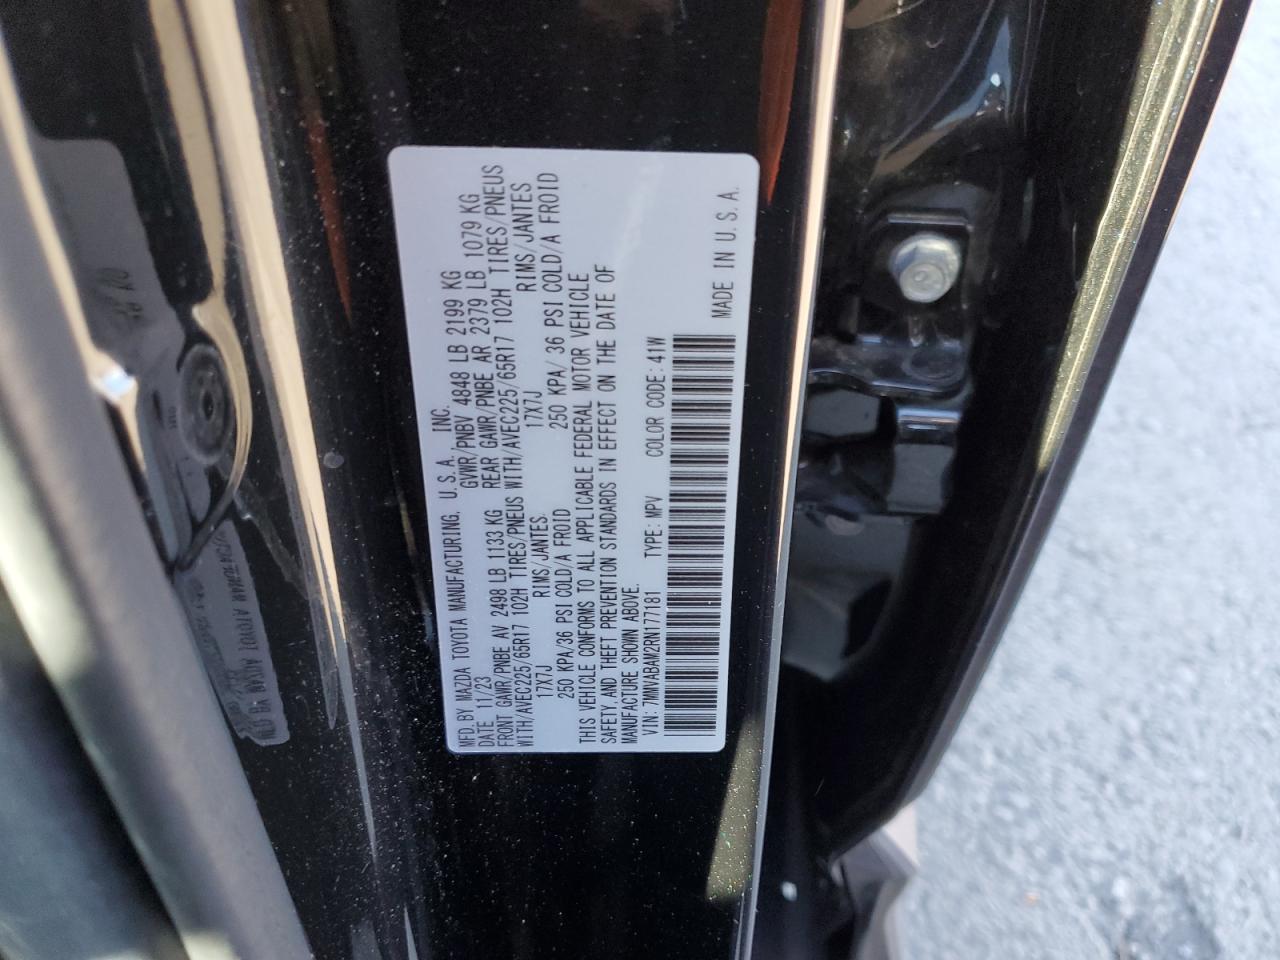 MFD. BY MAZDA TOYOTA MANUFACTURING, U. S. A. INC.
DATE 11/23 GVWR/PNBV 4848 LB 2199 KG
FRONT GAWR/PNBE AV 2498 LB 1133 KG REAR GAWR/PNBE AR 2379 LB 1079 KG
WITH/AVEC225/65R17 102H TIRES/PNEUS WITH/AVEC225/65R17 102H TIRES/PNEUS
17X7J RIMS/JANTES. 17X7J RIMS/JANTES
250 KPA/36 PSI COLD/A FROID 250 KPA/ 36 PSI COLD/A FROID
THIS VEHICLE CONFORMS TO ALL APPLICABLE FEDERAL MOTOR VEHICLE
SAFETY, AND THEFT PREVENTION STANDARDS IN EFFECT ON THE DATE OF
MANUFACTURE SHOWN ABOVE.
VIN: 7MMVABAM2RN177181 TYPE: MPV COLOR CODE: 41W
MADE IN U. S. A.